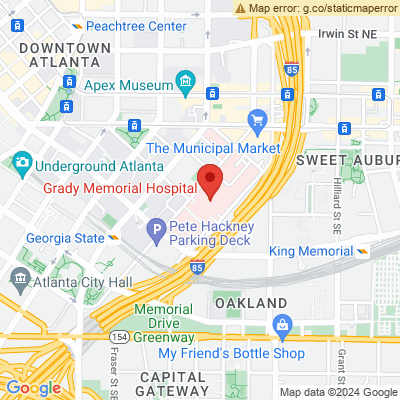 Map error: g.co/staticmaperror
Peachtree Center
Irwin St NE
DOWNTOWN
ATLANTA
85
Apex Museum
The Municipal Market
SWEET AUBUR
Underground Atlanta
Grady Memorial Hospital
Hilliard St SE
Pete Hackney
Parking Deck
Georgia State
King Memorial
85
Atlanta City Hall
OAKLAND
Memorial
Drive
Greenway
154
My Friend's Bottle Shop
Fraser St SE
Grant St
CAPITAL
GATEWAY
Google
Map data ©2024 Google